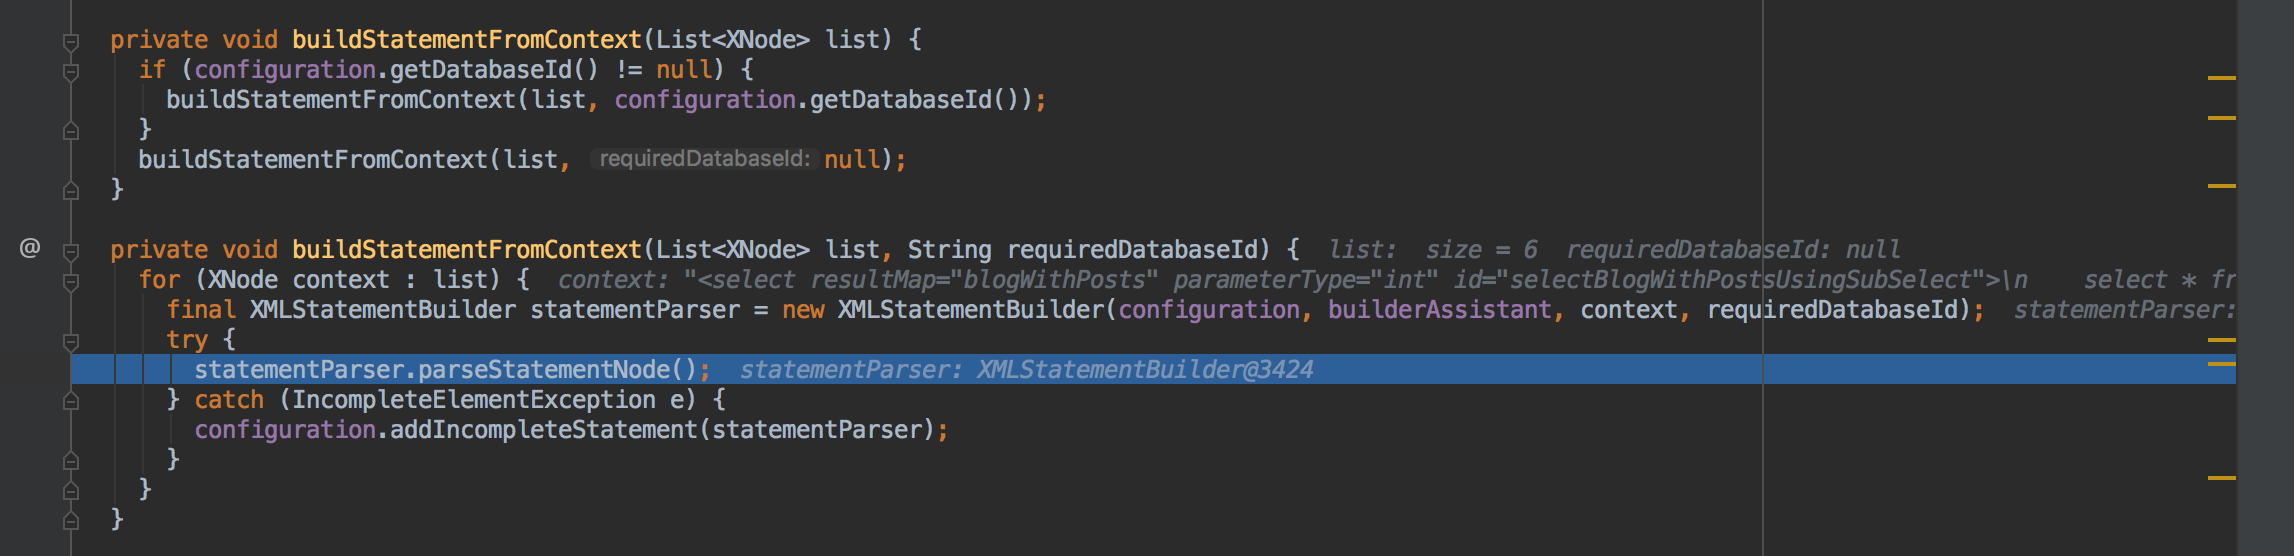 private void buildStatementFromContext(List<XNode> list) {
if (configuration.getDatabaseId() != null) {
buildStatementFromContext(list, configuration.getDatabaseId());
}
buildStatementFromContext(list, requiredDatabaseId: null);
}
@ private void buildStatementFromContext(List<XNode> list, String requiredDatabaseId) { list: size = 6 requiredDatabaseId: null
for (XNode context : list) { context: "<select resultMap="blogWithPosts" parameterType="int" id="selectBlogWithPostsUsingSubSelect">\n select * fr
final XMLStatementBuilder statementParser = new XMLStatementBuilder(configuration, builderAssistant, context, requiredDatabaseId); statementParser:
try {
statementParser.parseStatementNode(); statementParser: XMLStatementBuilder@3424
} catch (IncompleteElementException e) {
configuration.addIncompleteStatement(statementParser);
}
}
}